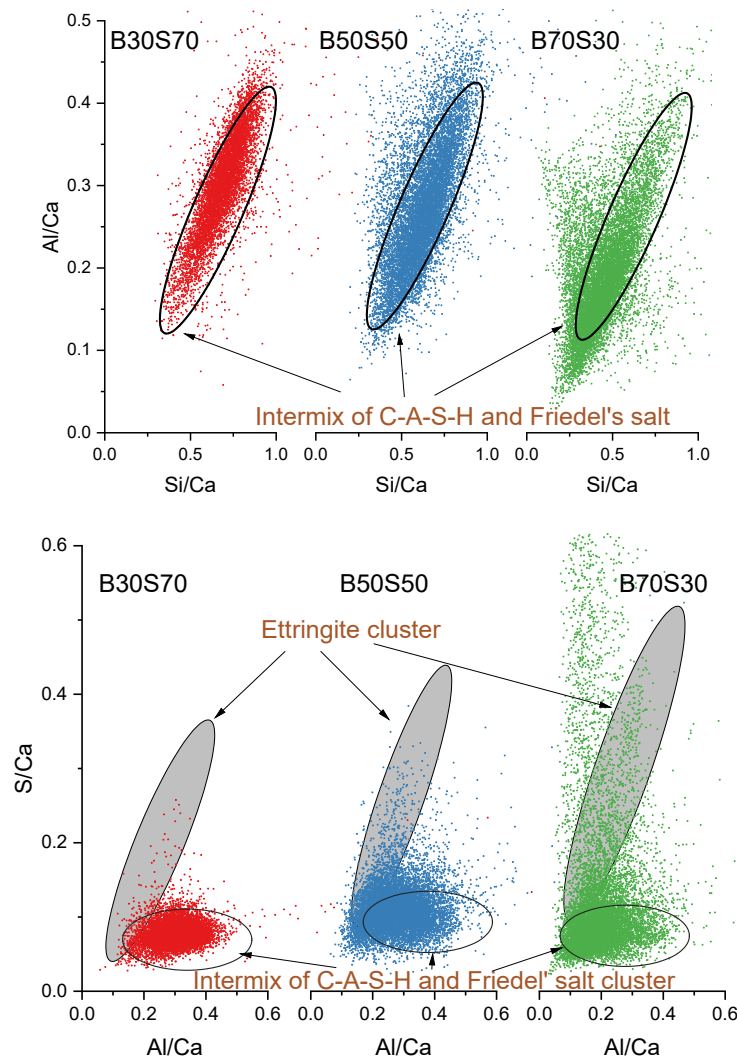 0.5
B30S70 B50S50 B70S30
0.4
0.3
Al/Ca
0.2
0.1
Intermix of C-A-S-H and Friedel's salt
0.0
0.0 0.5 1.0 0.0 0.5 1.0 0.0 0.5 1.0
Si/Ca Si/Ca Si/Ca
0.6
B30S70 B50S50 B70S30
Ettringite cluster
0.4
S/Ca
0.2
Intermix of C-A-S-H and Friedel' salt cluster
0.0
0.0 0.2 0.4 0.6 0.0 0.2 0.4 0.6 0.0 0.2 0.4 0.6
Al/Ca Al/Ca Al/Ca